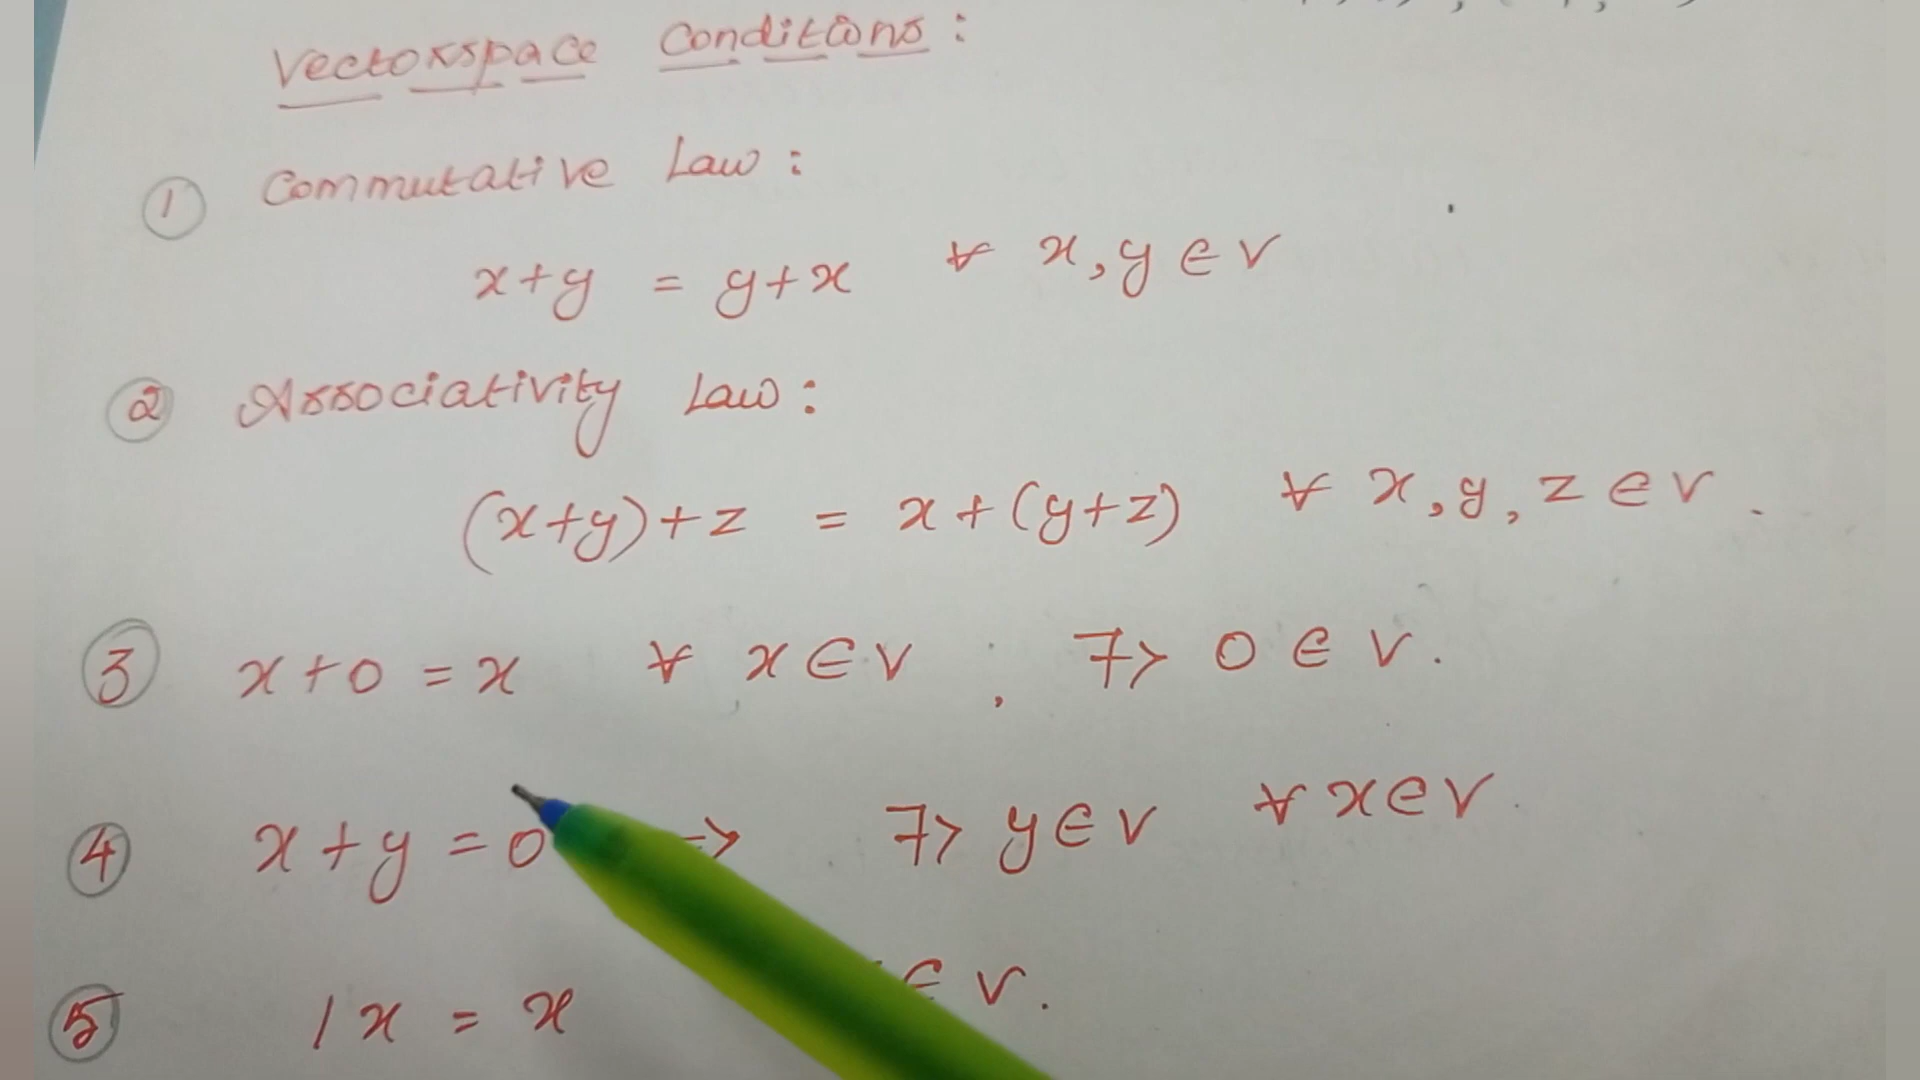 Vectorspace Conditions:
① Commutative Law:
x+y = y+x ∀ x,y ∈ V
② Associativity Law:
(x+y)+z = x+(y+z) ∀ x,y,z ∈ V.
③ x+0 = x ∀ x∈V, ∃> 0 ∈ V.
④ x+y = 0 => ∃> y∈V ∀ x∈V.
⑤ 1x = x ∈ V.